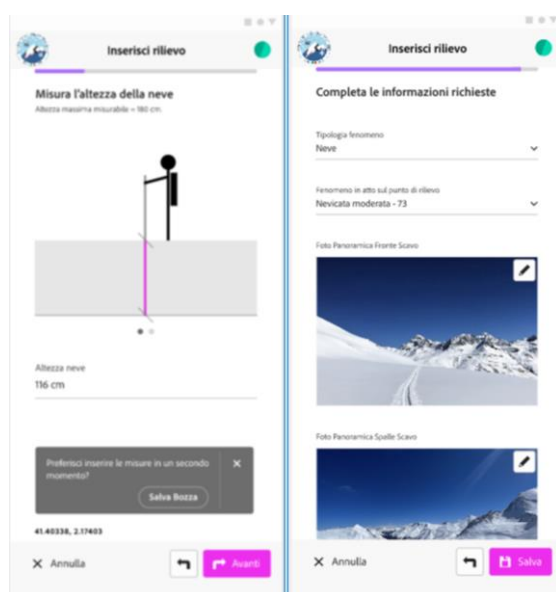 Inserisci rilievo
Misura l'altezza della neve
Altezza massima misurabile = 180 cm.
Altezza neve
116 cm
Preferisci inserire le misure in un secondo
momento?
Salva Bozza
41.40338, 2.17403
Annulla
Avanti
Inserisci rilievo
Completa le informazioni richieste
Tipologia fenomeno
Neve
Fenomeno in atto sul punto di rilievo
Nevicata moderata - 73
Foto Panoramica Fronte Scavo
Foto Panoramica Spalle Scavo
Annulla
Salva